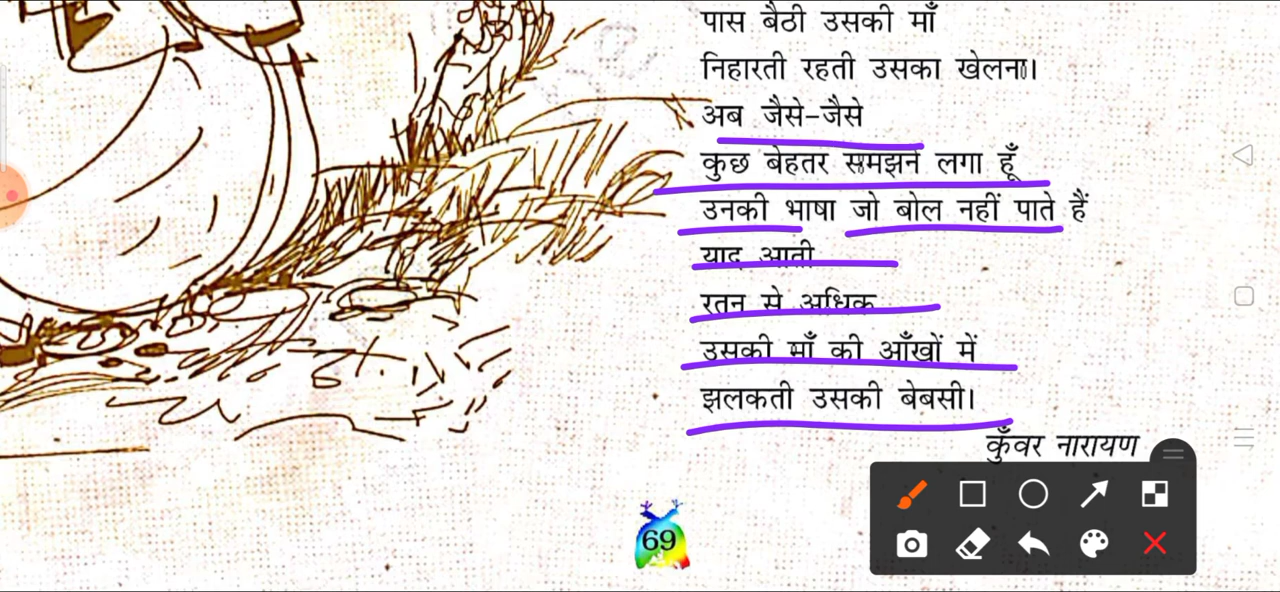 पास बैठी उसकी माँ
निहारती रहती उसका खेलना।
अब जैसे-जैसे
कुछ बेहतर समझने लगा हूँ
उनकी भाषा जो बोल नहीं पाते हैं
याद आती
रतन से अधिक
उसकी माँ की आँखों में
झलकती उसकी बेबसी।
कुँवर नारायण
69